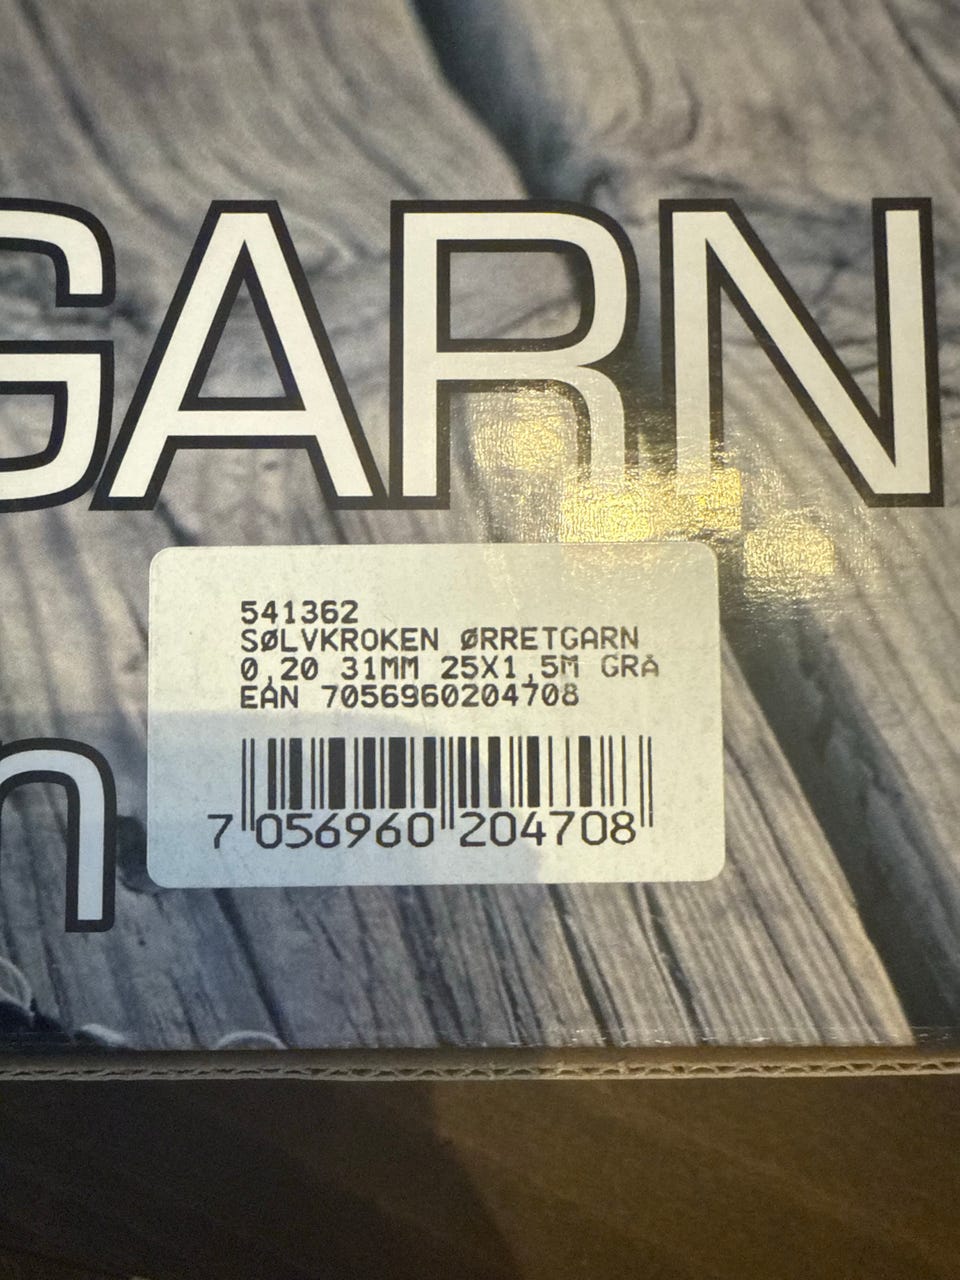 GARN
541362
SØLVKROKEN ØRRETGARN
0,20 31MM 25X1,5M GRÅ
EAN 7056960204708
n
7 056960 204708